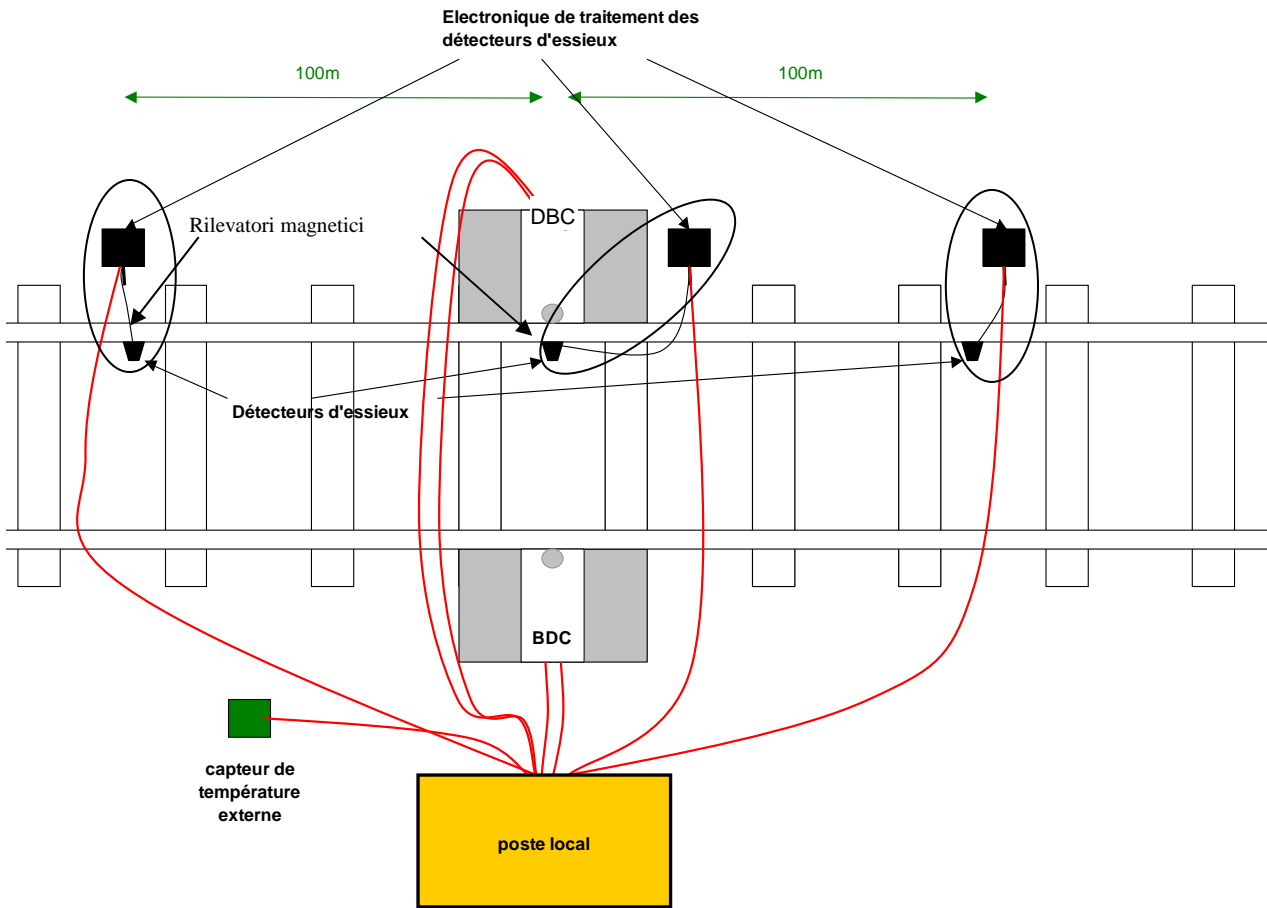 Electronique de traitement des
détecteurs d'essieux
100m
100m
DBC
Rilevatori magnetici
Détecteurs d'essieux
BDC
capteur de
température
externe
poste local